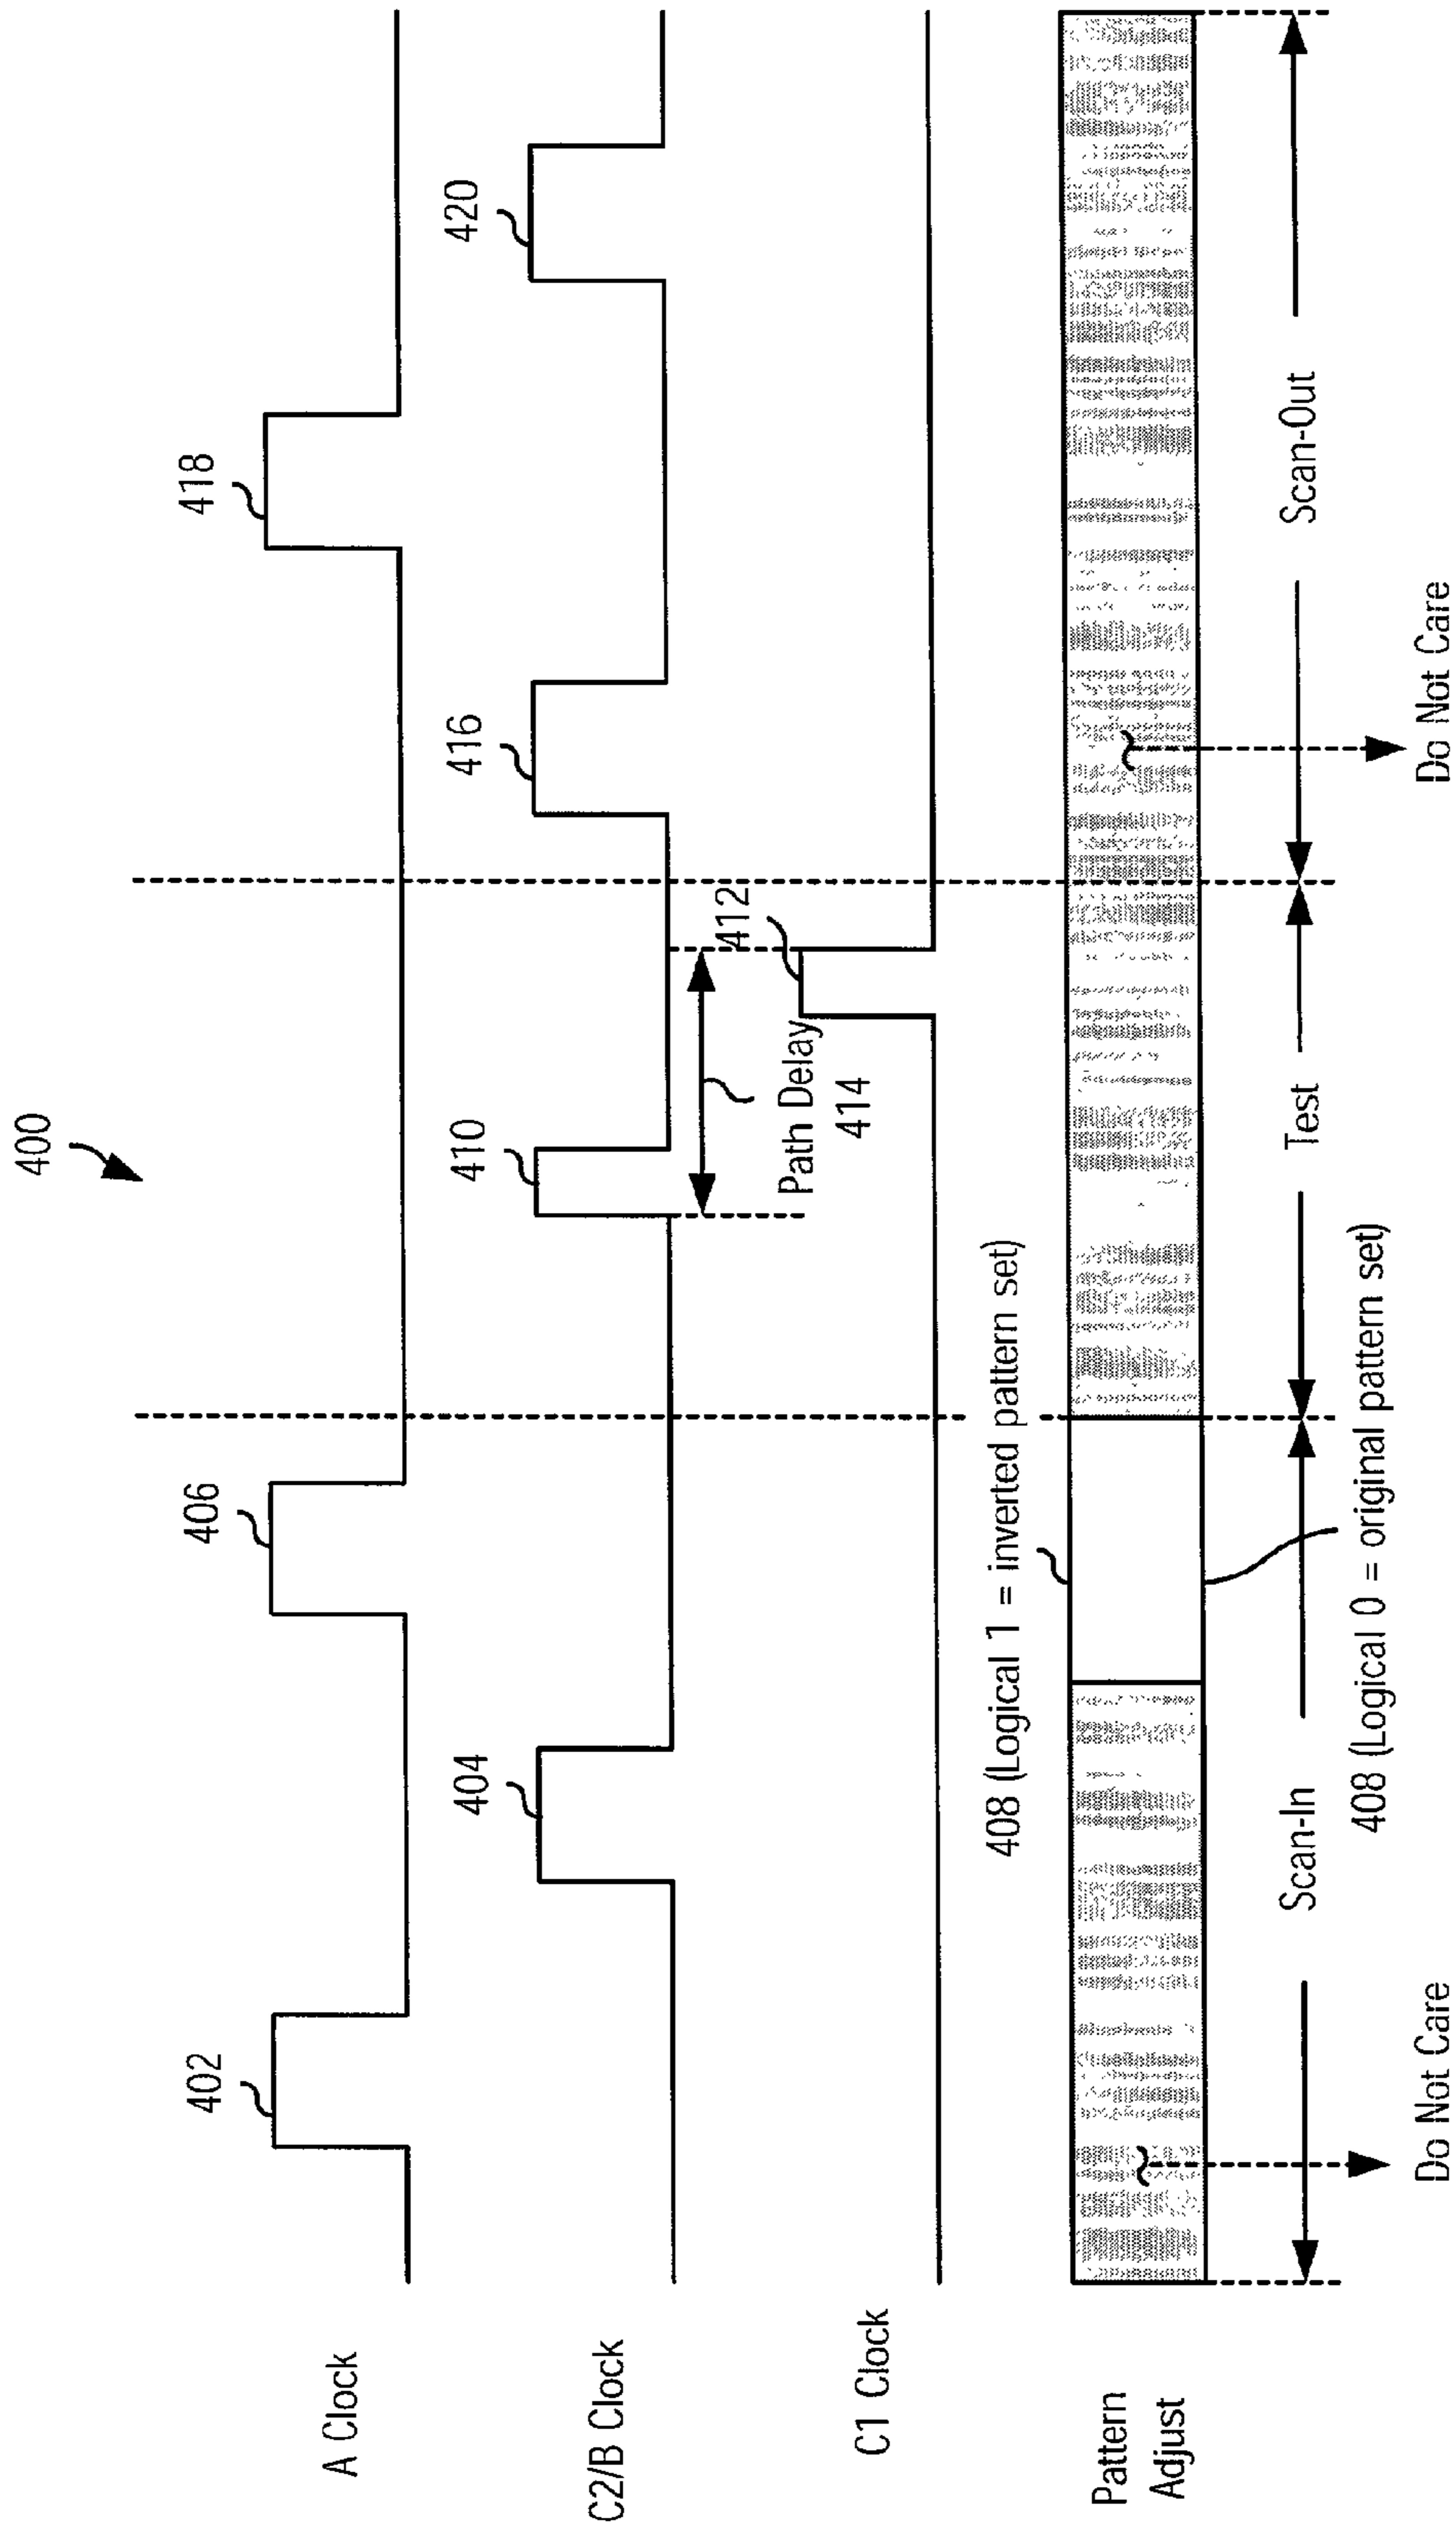 400
A Clock
402
406
418
C2/B Clock
404
410
416
420
C1 Clock
Path Delay
414
412
408 (Logical 1 = inverted pattern set)
Pattern
Adjust
Scan-In
Test
Scan-Out
408 (Logical 0 = original pattern set)
Do Not Care
Do Not Care